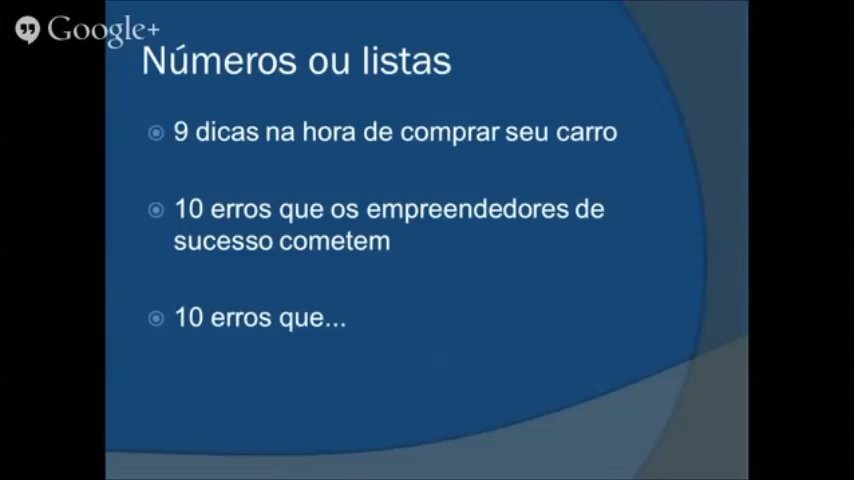 Google+
Números ou listas
9 dicas na hora de comprar seu carro
10 erros que os empreendedores de
sucesso cometem
10 erros que...